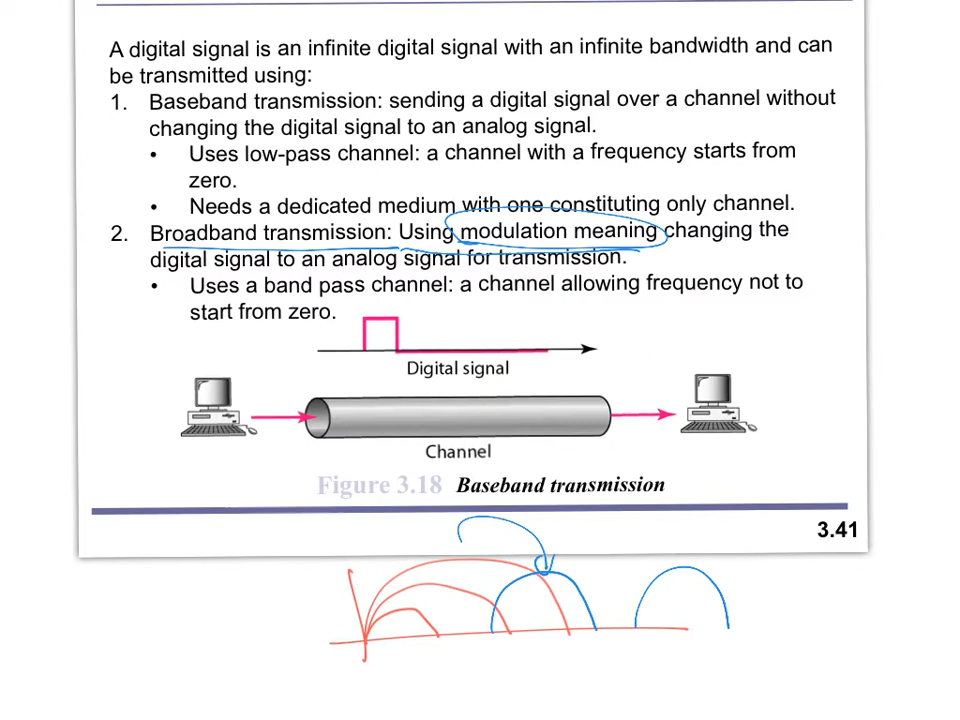 A digital signal is an infinite digital signal with an infinite bandwidth and can
be transmitted using:
1. Baseband transmission: sending a digital signal over a channel without
changing the digital signal to an analog signal.
• Uses low-pass channel: a channel with a frequency starts from
zero.
• Needs a dedicated medium with one constituting only channel.
2. Broadband transmission: Using modulation meaning changing the
digital signal to an analog signal for transmission.
• Uses a band pass channel: a channel allowing frequency not to
start from zero.
Digital signal
Channel
Figure 3.18 Baseband transmission
3.41